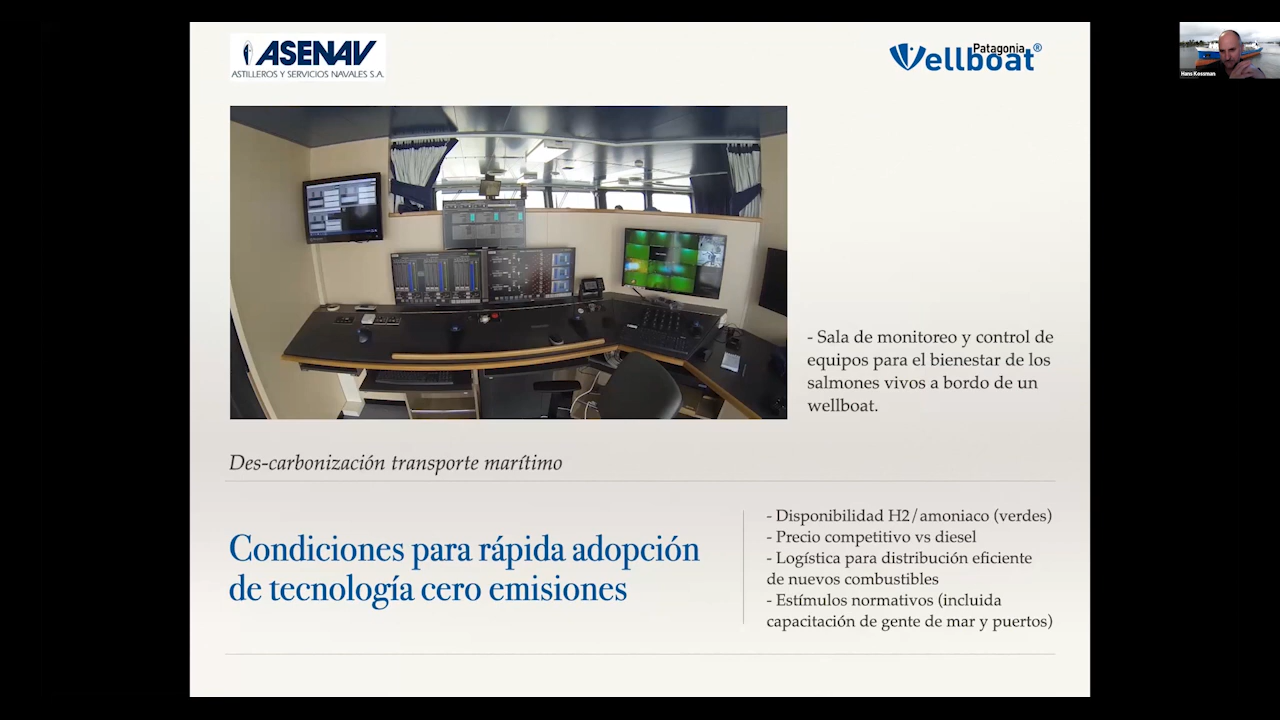 ASENAV
ASTILLEROS Y SERVICIOS NAVALES S.A.
Patagonia
Wellboat®
Hans Kossman
- Sala de monitoreo y control de
equipos para el bienestar de los
salmones vivos a bordo de un
wellboat.
Des-carbonización transporte marítimo
Condiciones para rápida adopción
de tecnología cero emisiones
- Disponibilidad H2/amoniaco (verdes)
- Precio competitivo vs diesel
- Logística para distribución eficiente
de nuevos combustibles
- Estímulos normativos (incluida
capacitación de gente de mar y puertos)